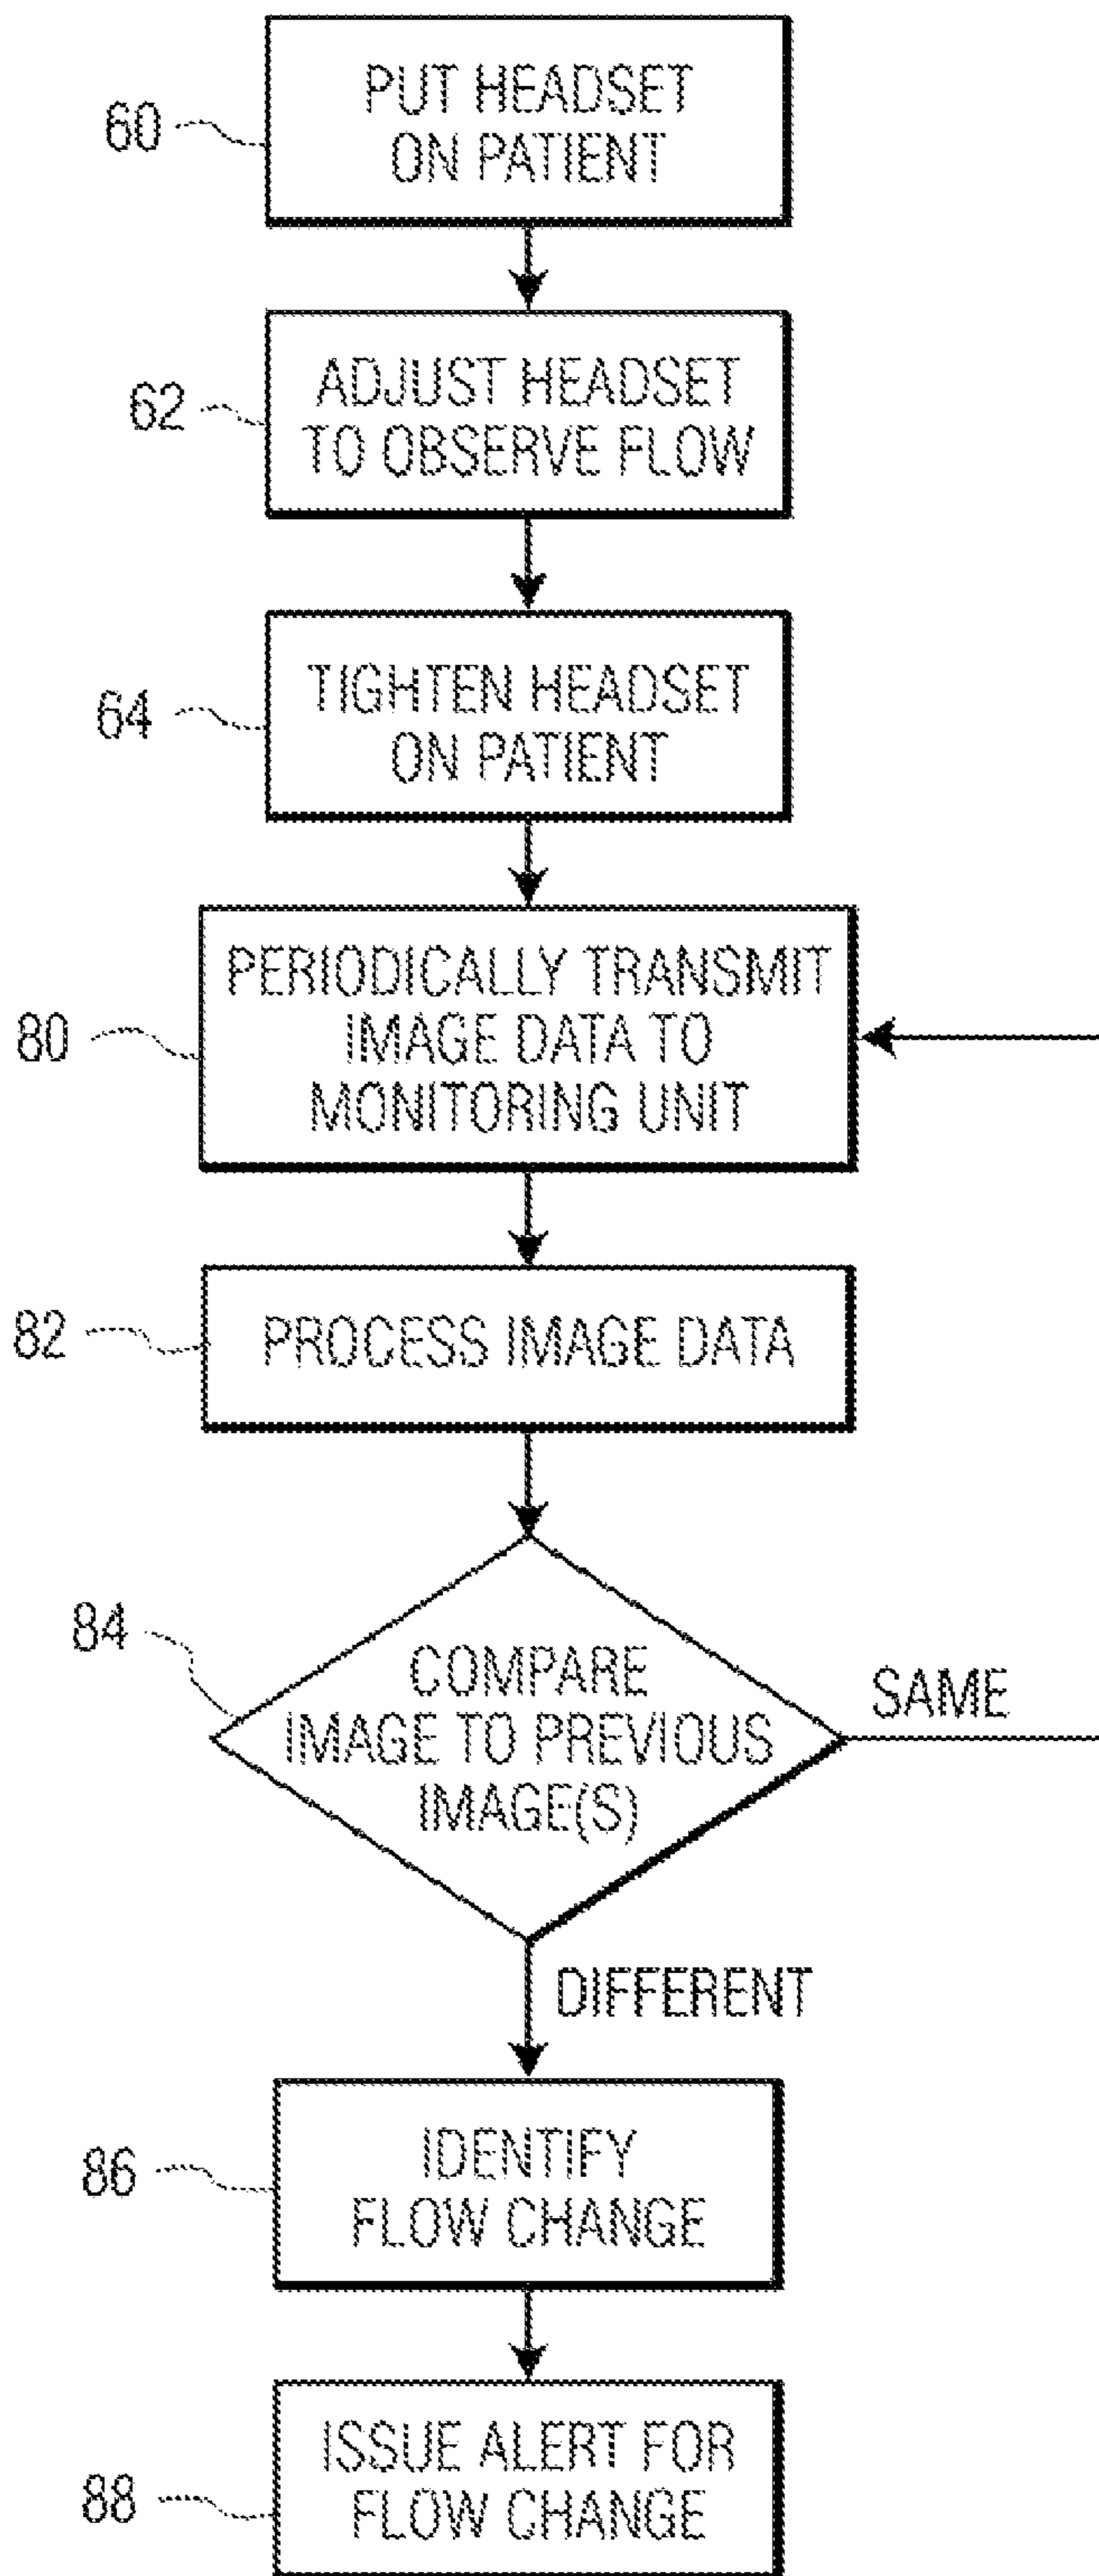 60
PUT HEADSET
ON PATIENT
62
ADJUST HEADSET
TO OBSERVE FLOW
64
TIGHTEN HEADSET
ON PATIENT
80
PERIODICALLY TRANSMIT
IMAGE DATA TO
MONITORING UNIT
82
PROCESS IMAGE DATA
84
COMPARE
IMAGE TO PREVIOUS
IMAGE(S)
SAME
DIFFERENT
86
IDENTIFY
FLOW CHANGE
88
ISSUE ALERT FOR
FLOW CHANGE